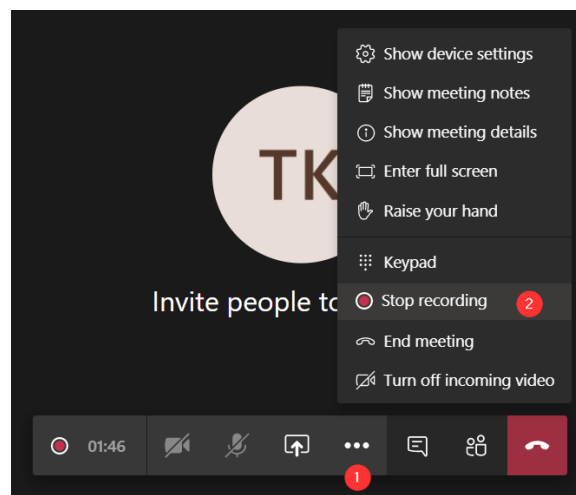 Show device settings
Show meeting notes
Show meeting details
TK
Enter full screen
Raise your hand
Keypad
Invite people to
Stop recording 2
End meeting
Turn off incoming video
01:46
1